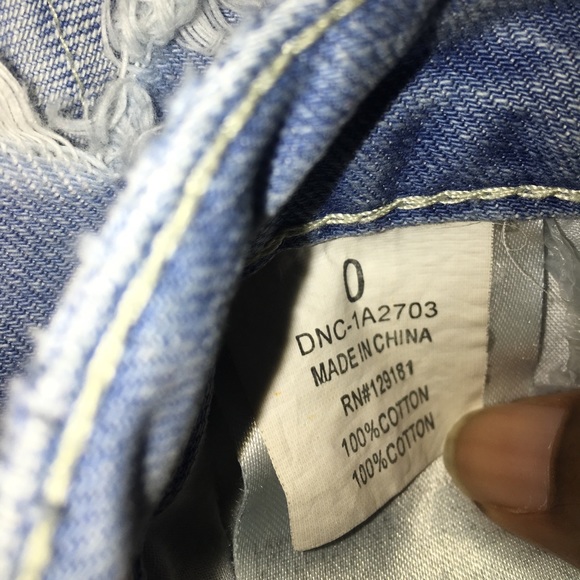 0
DNC-1A2703
MADE IN CHINA
RN#129181
100%COTTON
100%COTTON